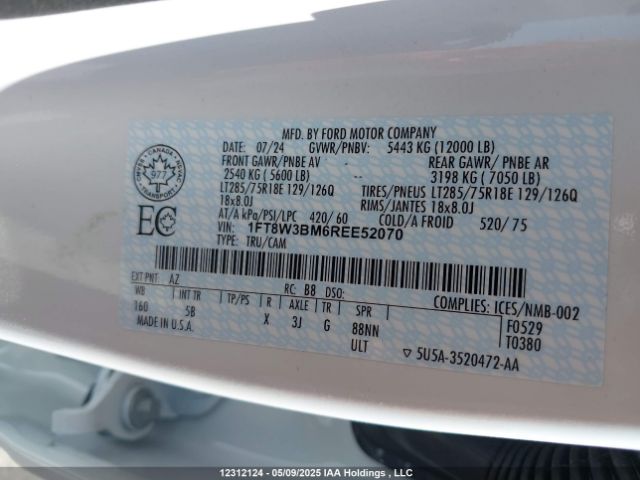 MFD. BY FORD MOTOR COMPANY
DATE: 07/24 GVWR/PNBV: 5443 KG (12000 LB)
FRONT GAWR/PNBE AV REAR GAWR/ PNBE AR
2540 KG ( 5600 LB) 3198 KG ( 7050 LB)
LT285/75R18E 129/126Q TIRES/PNEUS LT285/75R18E 129/126Q
18x8.0J RIMS/JANTES 18x8.0J
AT/A kPa/PSI/LPC 420/ 60 COLD/A FROID 520/ 75
VIN: 1FT8W3BM6REE52070
TYPE: TRU/CAM
CANADA
TRANSPORT
977
EC
EXT PNT: AZ RC: B8 DSO:
COMPLIES: ICES/NMB-002
WB INT TR TP/PS R AXLE TR SPR
F0529
160 5B X 3J G 88NN
T0380
MADE IN U.S.A. ULT
5U5A-3520472-AA
12312124 - 05/09/2025 IAA Holdings , LLC